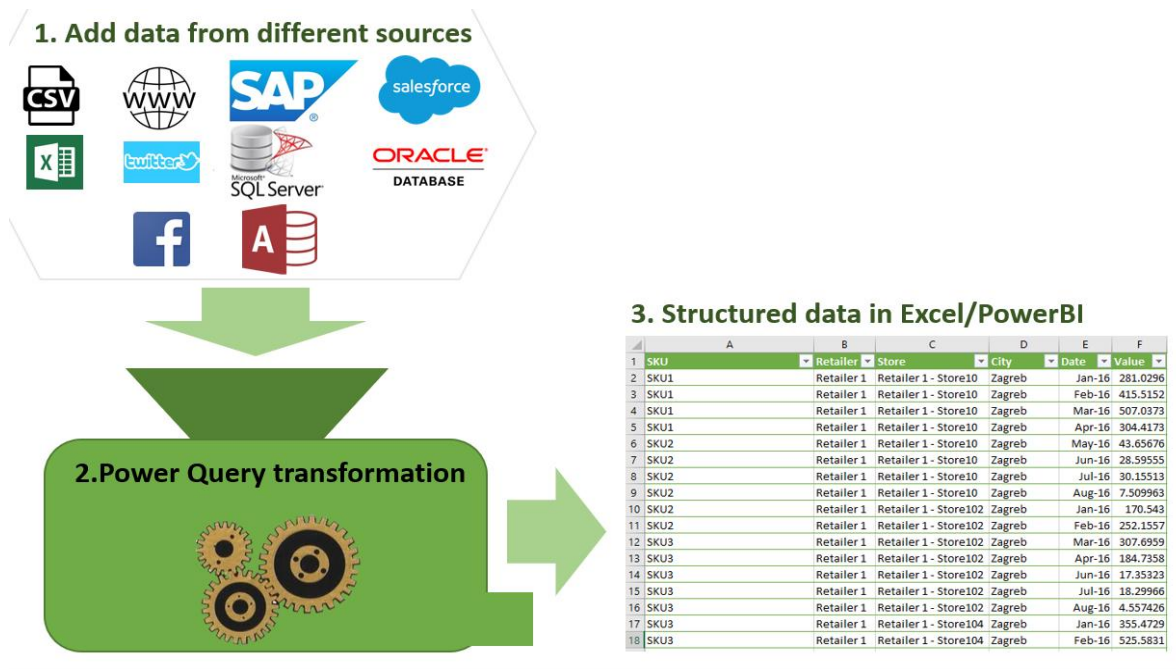 1. Add data from different sources
CSV
WWW
SAP®
salesforce
X
twitter
Microsoft®
SQL Server®
ORACLE®
DATABASE
f
A
2.Power Query transformation
3. Structured data in Excel/PowerBI
A B C D E F
1 SKU Retailer Store City Date Value
2 SKU1 Retailer 1 Retailer 1 - Store10 Zagreb Jan-16 281.0296
3 SKU1 Retailer 1 Retailer 1 - Store10 Zagreb Feb-16 415.5152
4 SKU1 Retailer 1 Retailer 1 - Store10 Zagreb Mar-16 507.0373
5 SKU1 Retailer 1 Retailer 1 - Store10 Zagreb Apr-16 304.4173
6 SKU2 Retailer 1 Retailer 1 - Store10 Zagreb May-16 43.65676
7 SKU2 Retailer 1 Retailer 1 - Store10 Zagreb Jun-16 28.59555
8 SKU2 Retailer 1 Retailer 1 - Store10 Zagreb Jul-16 30.15513
9 SKU2 Retailer 1 Retailer 1 - Store10 Zagreb Aug-16 7.509963
10 SKU2 Retailer 1 Retailer 1 - Store102 Zagreb Jan-16 170.543
11 SKU2 Retailer 1 Retailer 1 - Store102 Zagreb Feb-16 252.1557
12 SKU3 Retailer 1 Retailer 1 - Store102 Zagreb Mar-16 307.6959
13 SKU3 Retailer 1 Retailer 1 - Store102 Zagreb Apr-16 184.7358
14 SKU3 Retailer 1 Retailer 1 - Store102 Zagreb Jun-16 17.35323
15 SKU3 Retailer 1 Retailer 1 - Store102 Zagreb Jul-16 18.29966
16 SKU3 Retailer 1 Retailer 1 - Store102 Zagreb Aug-16 4.557426
17 SKU3 Retailer 1 Retailer 1 - Store104 Zagreb Jan-16 355.4729
18 SKU3 Retailer 1 Retailer 1 - Store104 Zagreb Feb-16 525.5831